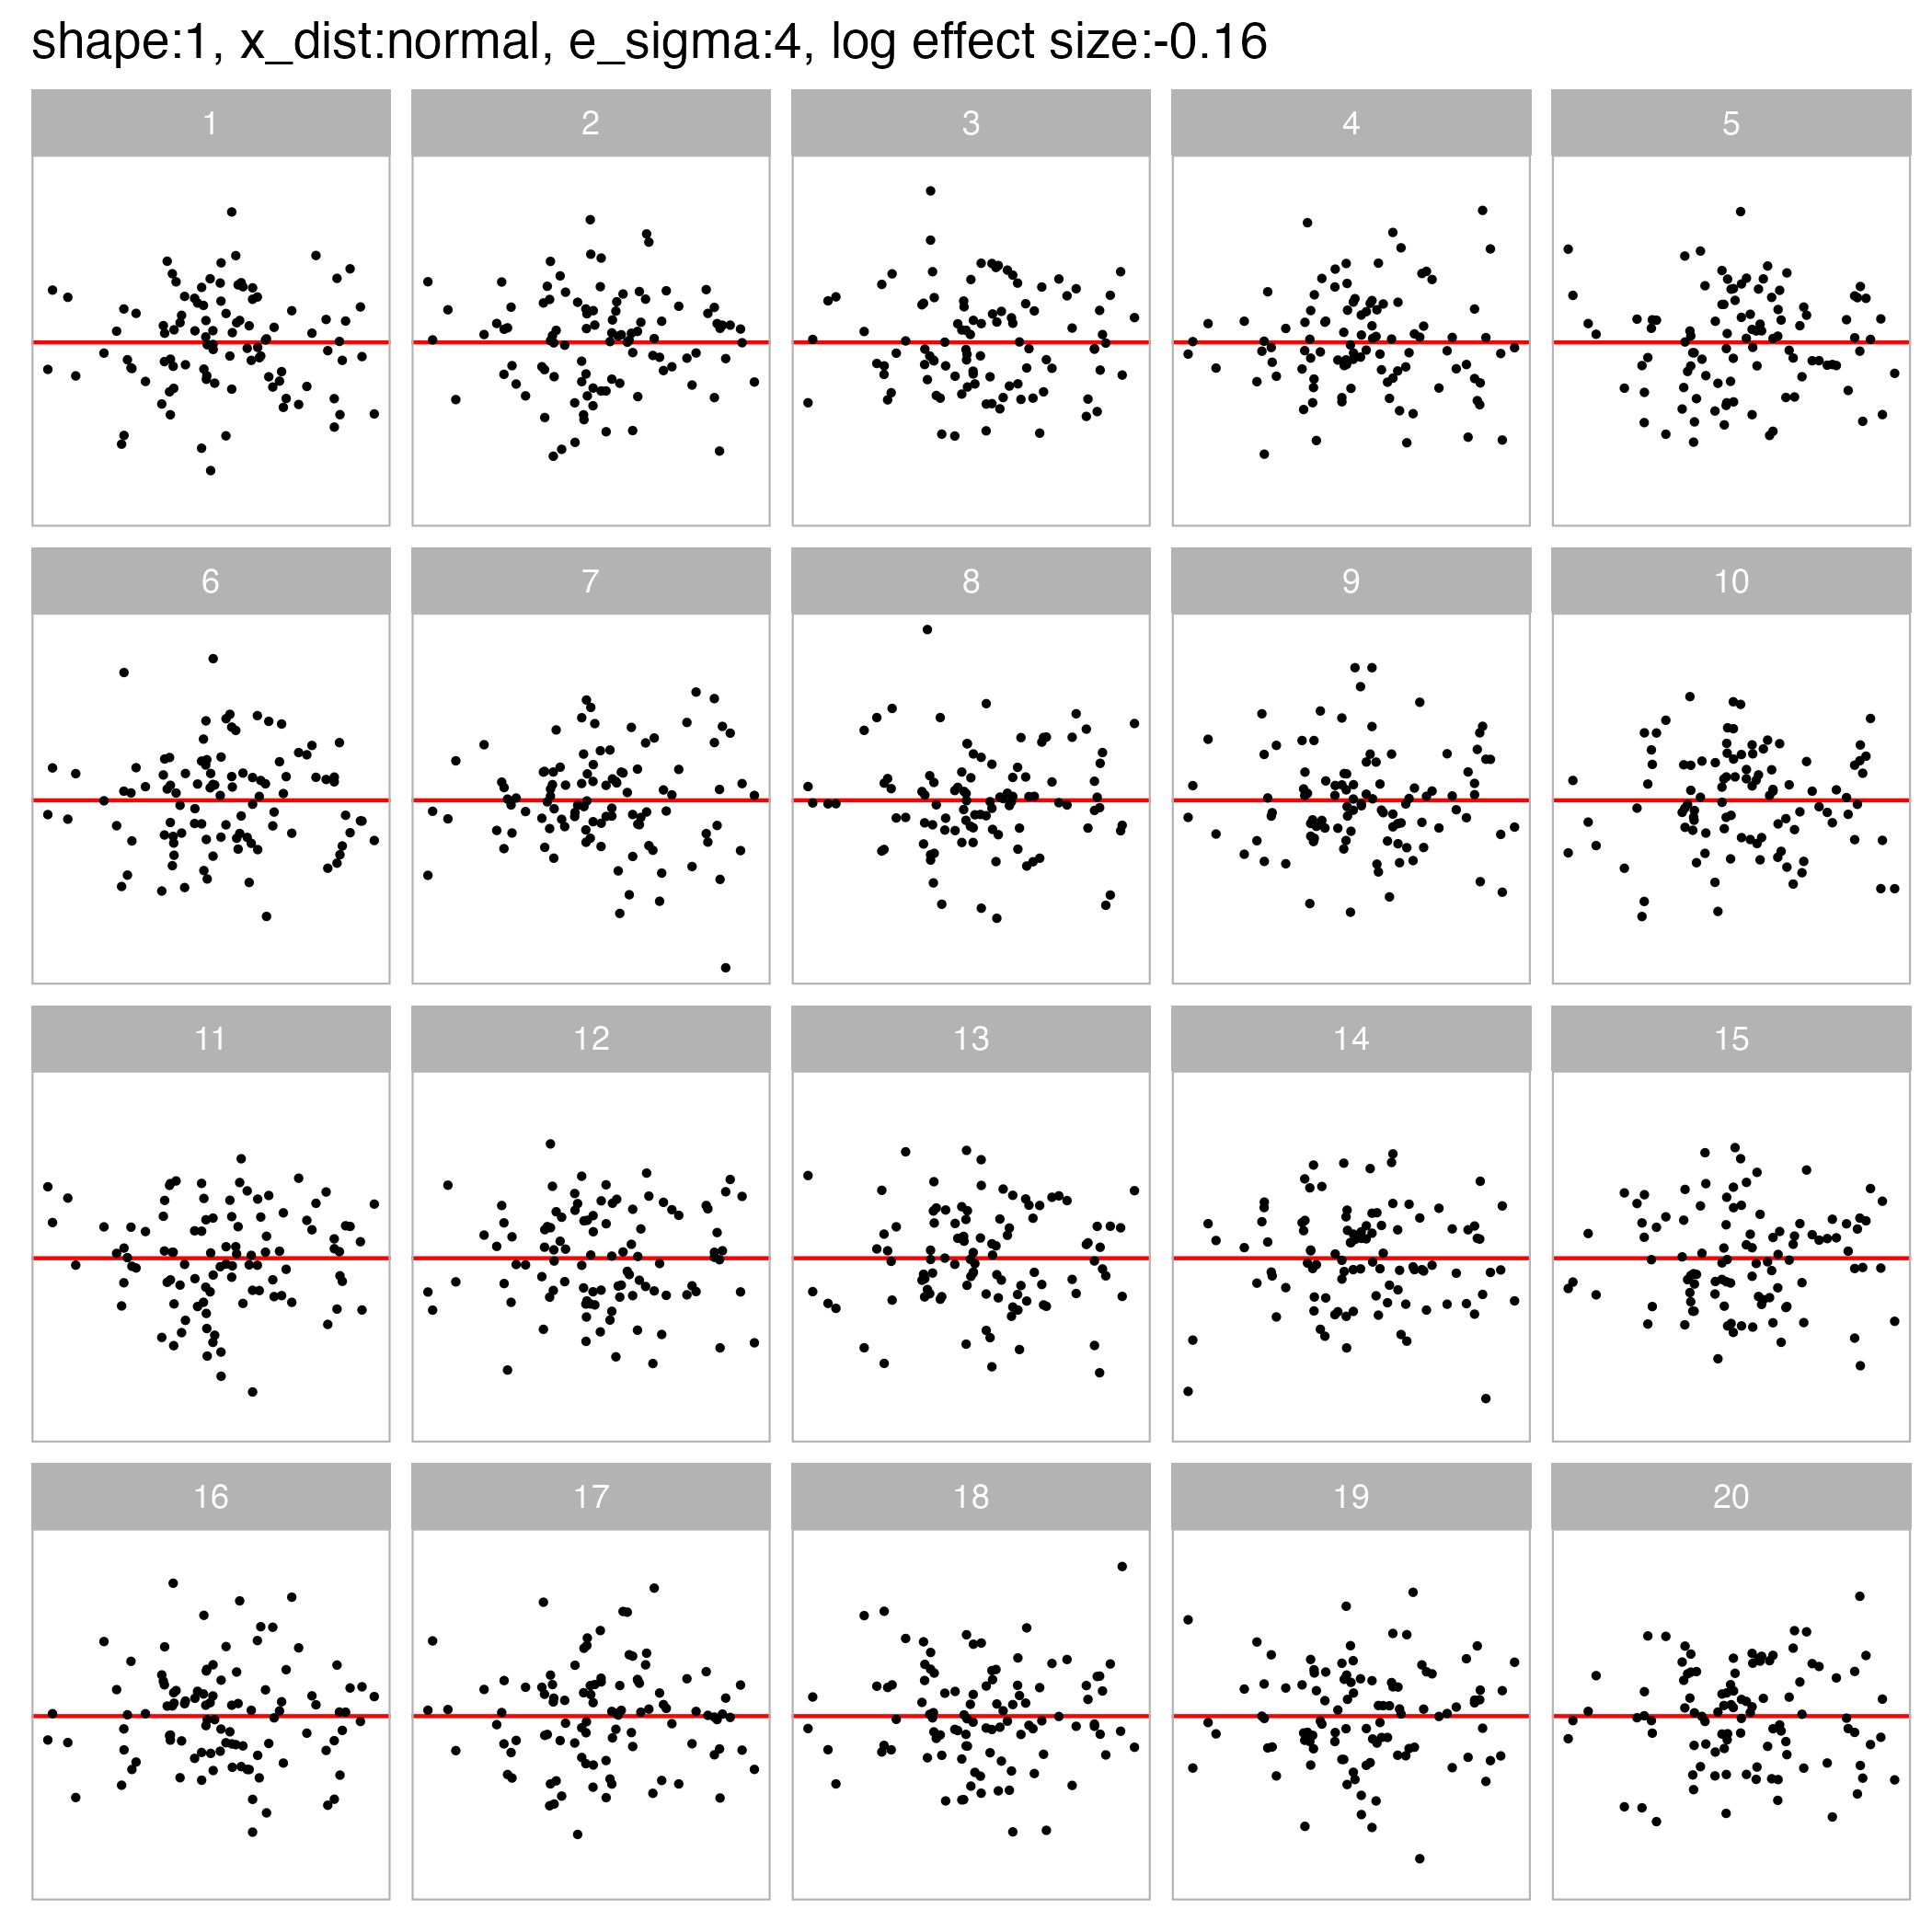 shape:1, x_dist:normal, e_sigma:4, log effect size:-0.16
1 2 3 4 5
6 7 8 9 10
11 12 13 14 15
16 17 18 19 20